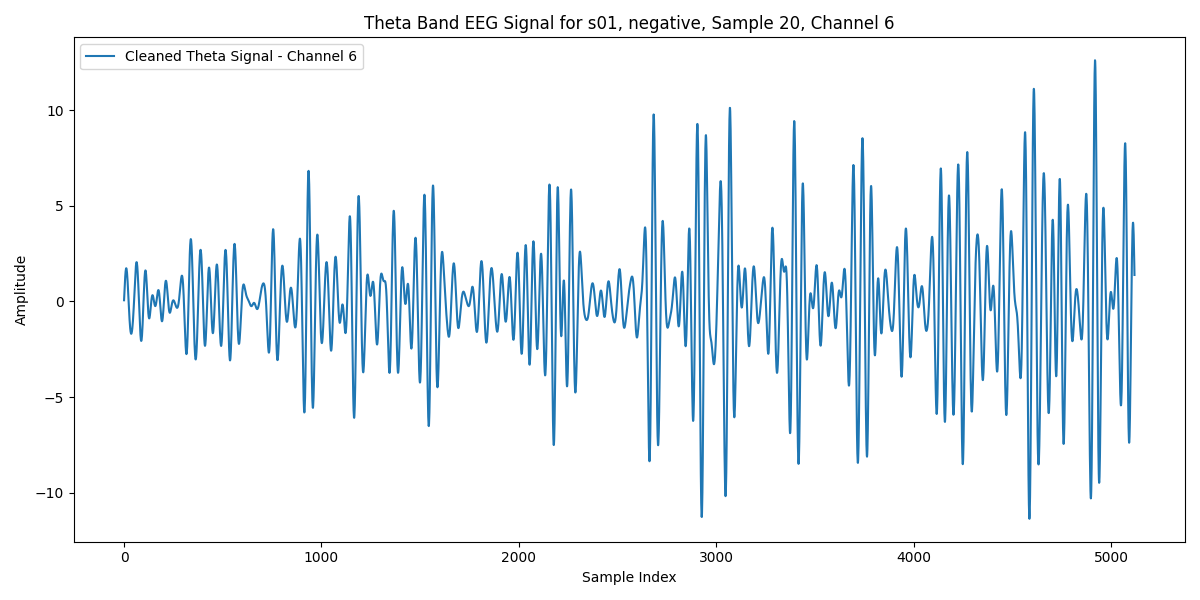 Theta Band EEG Signal for s01, negative, Sample 20, Channel 6
Cleaned Theta Signal - Channel 6
10
5
0
−5
−10
Amplitude
0 1000 2000 3000 4000 5000
Sample Index